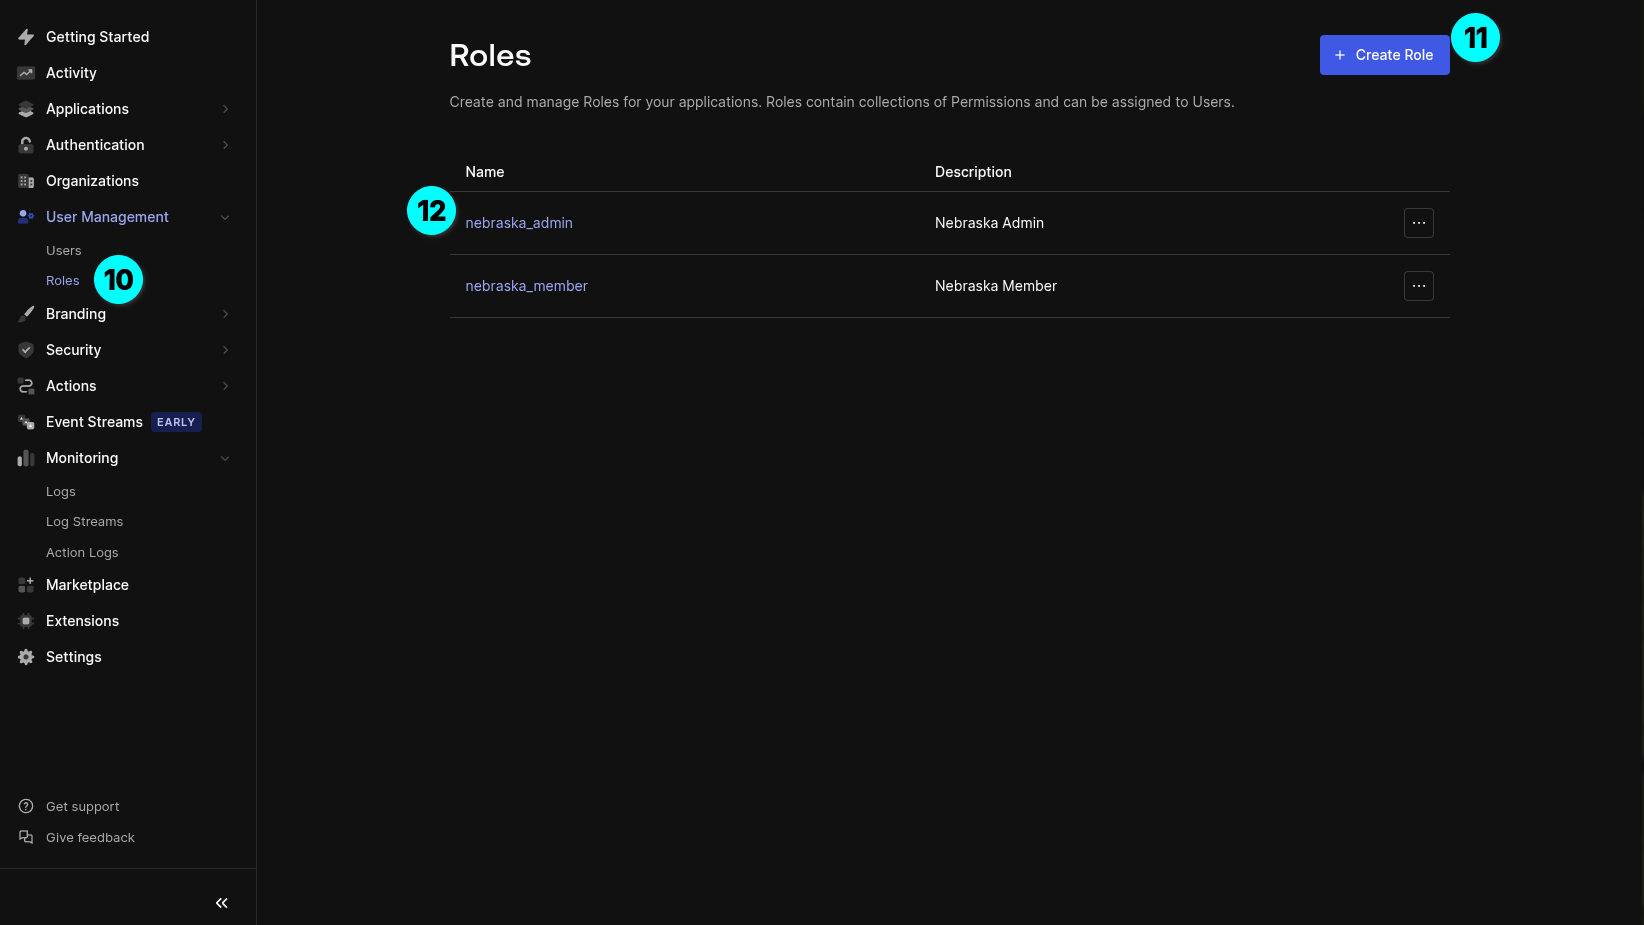 Getting Started
Activity
Applications
Authentication
Organizations
User Management
Users
Roles
10
Branding
Security
Actions
Event Streams EARLY
Monitoring
Logs
Log Streams
Action Logs
Marketplace
Extensions
Settings
Get support
Give feedback
Roles
+ Create Role
11
Create and manage Roles for your applications. Roles contain collections of Permissions and can be assigned to Users.
Name Description
12
nebraska_admin Nebraska Admin ...
nebraska_member Nebraska Member ...